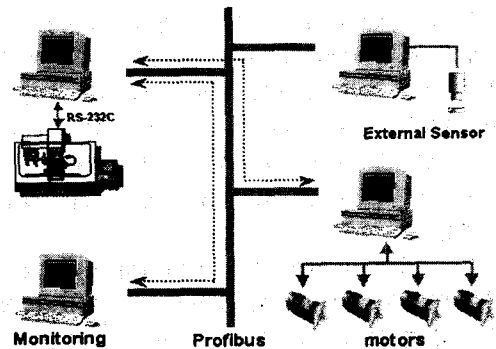 RS-232C
External Sensor
Monitoring
Profibus
motors